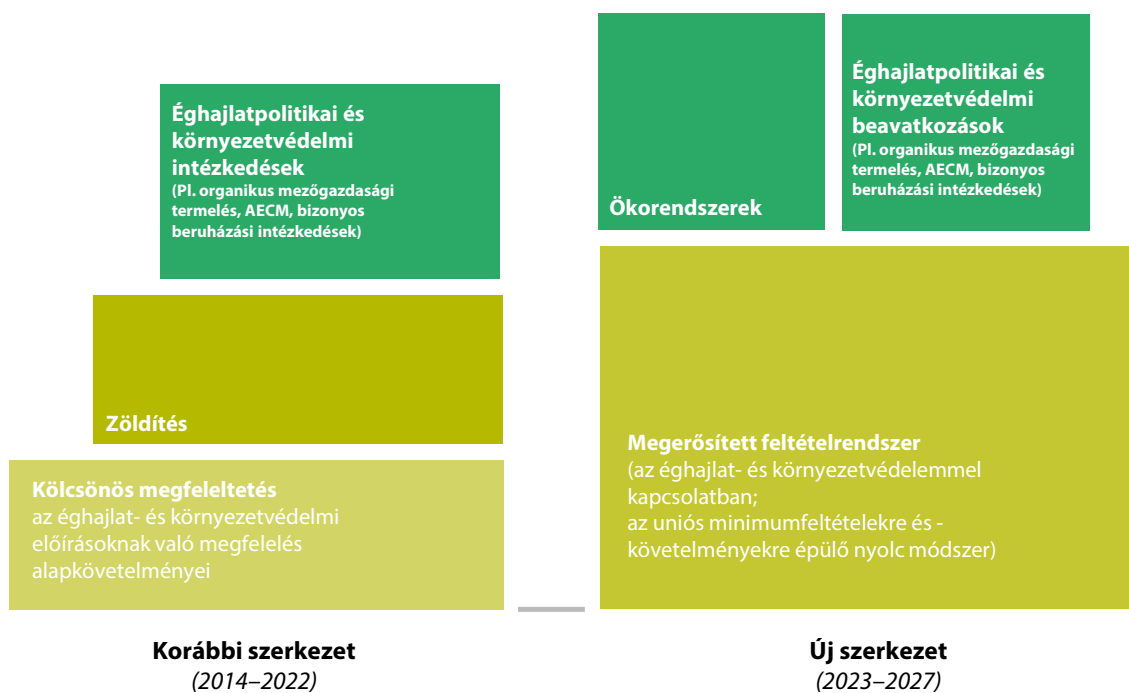 Éghajlatpolitikai és
környezetvédelmi
intézkedések
(Pl. organikus mezőgazdasági
termelés, AECM, bizonyos
beruházási intézkedések)
Zöldítés
Kölcsönös megfeleltetés
az éghajlat- és környezetvédelmi
előírásoknak való megfelelés
alapkövetelményei
Korábbi szerkezet
(2014–2022)
Ökorendszerek
Éghajlatpolitikai és
környezetvédelmi
beavatkozások
(Pl. organikus mezőgazdasági
termelés, AECM, bizonyos
beruházási intézkedések)
Megerősített feltételrendszer
(az éghajlat- és környezetvédelemmel
kapcsolatban;
az uniós minimumfeltételekre és -
követelményekre épülő nyolc módszer)
Új szerkezet
(2023–2027)